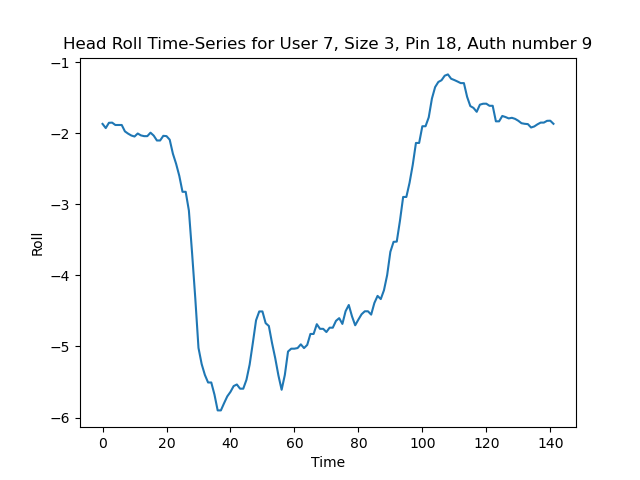 Head Roll Time-Series for User 7, Size 3, Pin 18, Auth number 9
−1
−2
−3
−4
−5
−6
Roll
0 20 40 60 80 100 120 140
Time